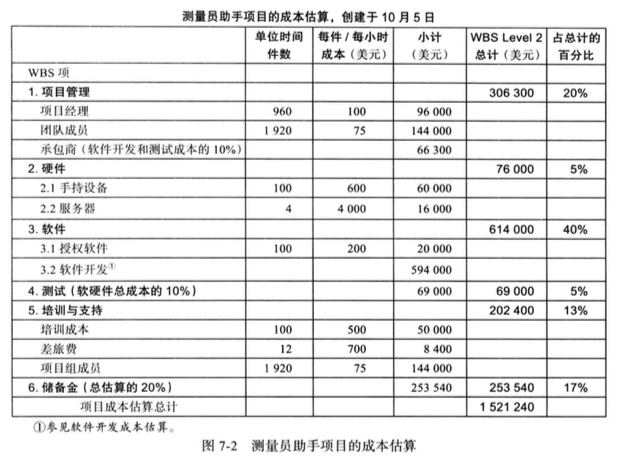 测量员助手项目的成本估算，创建于 10 月 5 日
单位时间件数 每件 / 每小时成本（美元） 小计（美元） WBS Level 2 总计（美元） 占总计的百分比
WBS 项
1. 项目管理 306 300 20%
项目经理 960 100 96 000
团队成员 1 920 75 144 000
承包商（软件开发和测试成本的 10%） 66 300
2. 硬件 76 000 5%
2.1 手持设备 100 600 60 000
2.2 服务器 4 4 000 16 000
3. 软件 614 000 40%
3.1 授权软件 100 200 20 000
3.2 软件开发① 594 000
4. 测试（软硬件总成本的 10%） 69 000 69 000 5%
5. 培训与支持 202 400 13%
培训成本 100 500 50 000
差旅费 12 700 8 400
项目组成员 1 920 75 144 000
6. 储备金（总估算的 20%） 253 540 253 540 17%
项目成本估算总计 1 521 240
①参见软件开发成本估算。
图 7-2 测量员助手项目的成本估算